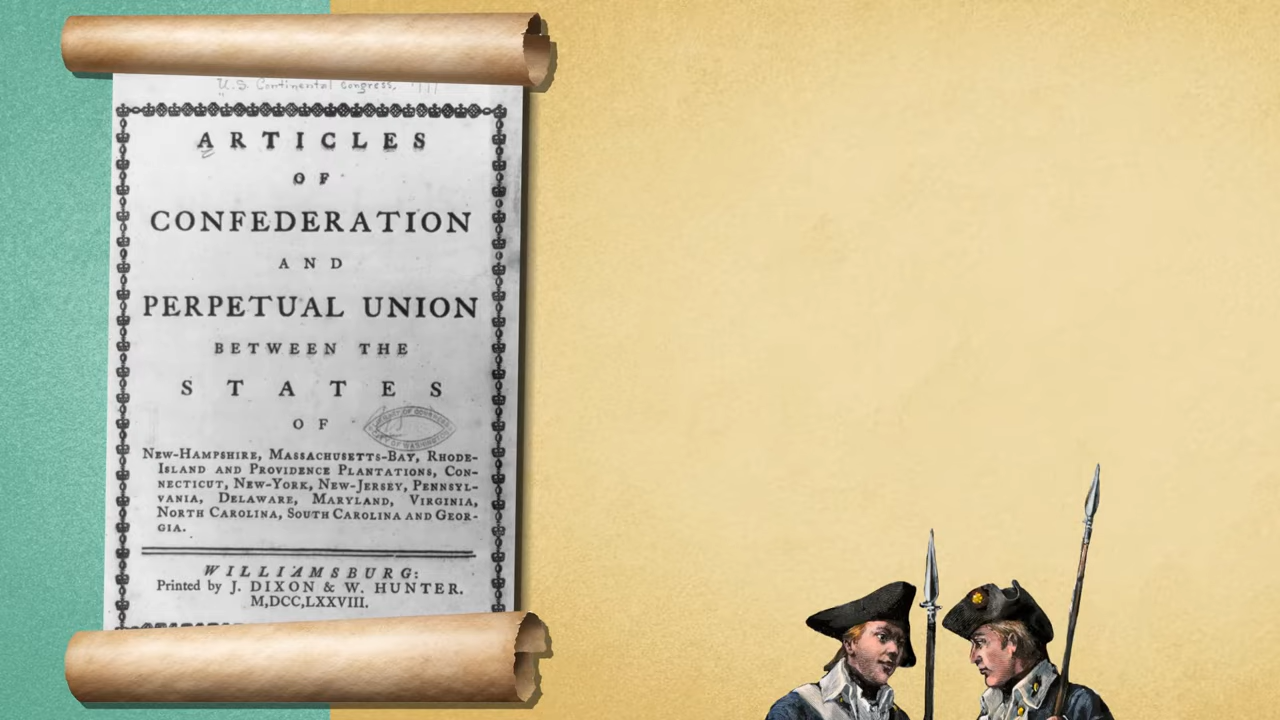 U.S. Continental Congress,
ARTICLES
OF
CONFEDERATION
AND
PERPETUAL UNION
BETWEEN THE
STATES
OF
New-Hampshire, Massachusetts-Bay, Rhode-
Island and Providence Plantations, Con-
necticut, New-York, New-Jersey, Pennsyl-
vania, Delaware, Maryland, Virginia,
North Carolina, South Carolina and Geor-
gia.
WILLIAMSBURG:
Printed by J. DIXON & W. HUNTER.
M,DCC,LXXVIII.